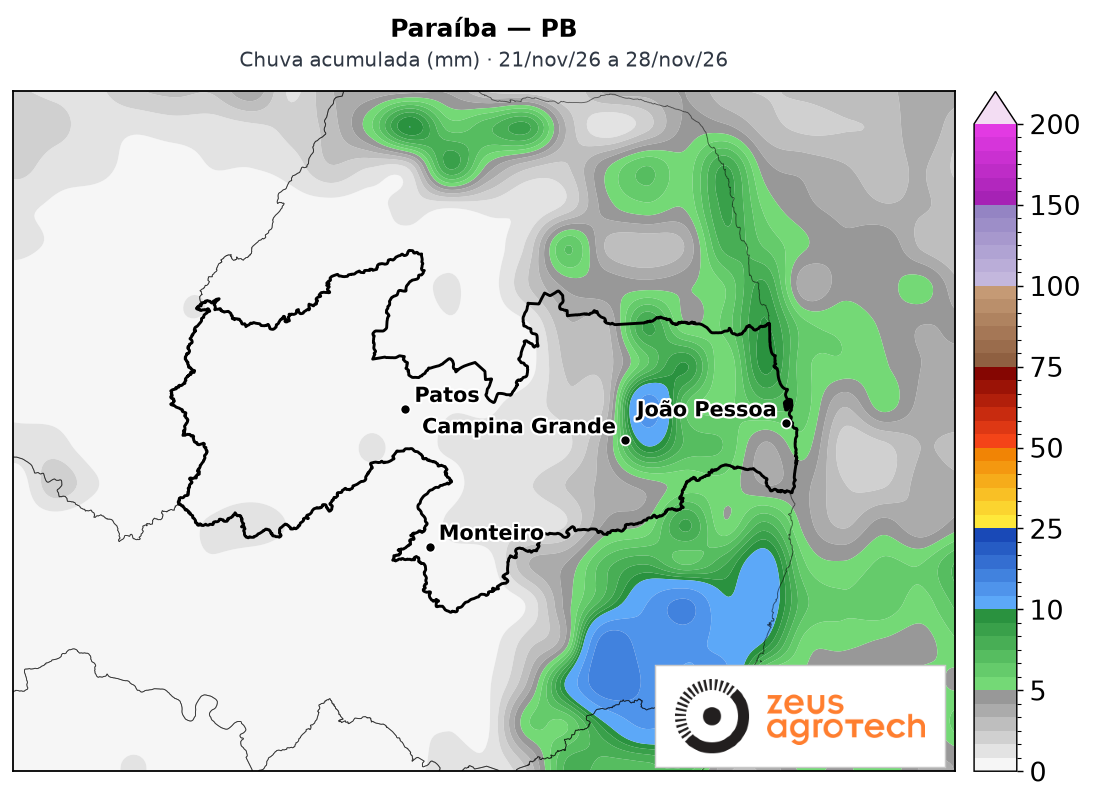 Paraíba — PB
Chuva acumulada (mm) · 21/nov/26 a 28/nov/26
200
150
100
75
50
25
10
5
0
Patos
João Pessoa
Campina Grande
Monteiro
zeus
agrotech